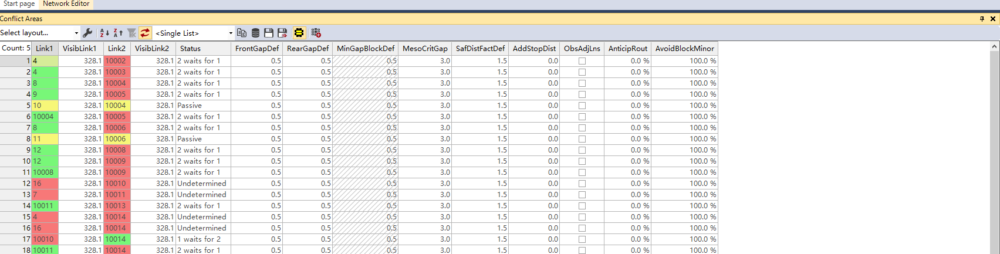 Start page Network Editor
Conflict Areas
Select layout... <Single List>
Count: 5 Link1 VisibLink1 Link2 VisibLink2 Status FrontGapDef RearGapDef MinGapBlockDef MesoCritGap SafDistFactDef AddStopDist ObsAdjLns AnticipRout AvoidBlockMinor
1 4 328.1 10002 328.1 2 waits for 1 0.5 0.5 0.5 3.0 1.5 0.0 0.0 % 100.0 %
2 4 328.1 10003 328.1 2 waits for 1 0.5 0.5 0.5 3.0 1.5 0.0 0.0 % 100.0 %
3 8 328.1 10004 328.1 2 waits for 1 0.5 0.5 0.5 3.0 1.5 0.0 0.0 % 100.0 %
4 9 328.1 10005 328.1 2 waits for 1 0.5 0.5 0.5 3.0 1.5 0.0 0.0 % 100.0 %
5 10 328.1 10004 328.1 Passive 0.5 0.5 0.5 3.0 1.5 0.0 0.0 % 100.0 %
6 10004 328.1 10005 328.1 2 waits for 1 0.5 0.5 0.5 3.0 1.5 0.0 0.0 % 100.0 %
7 8 328.1 10006 328.1 2 waits for 1 0.5 0.5 0.5 3.0 1.5 0.0 0.0 % 100.0 %
8 11 328.1 10006 328.1 Passive 0.5 0.5 0.5 3.0 1.5 0.0 0.0 % 100.0 %
9 12 328.1 10008 328.1 2 waits for 1 0.5 0.5 0.5 3.0 1.5 0.0 0.0 % 100.0 %
10 12 328.1 10009 328.1 2 waits for 1 0.5 0.5 0.5 3.0 1.5 0.0 0.0 % 100.0 %
11 10008 328.1 10009 328.1 2 waits for 1 0.5 0.5 0.5 3.0 1.5 0.0 0.0 % 100.0 %
12 16 328.1 10010 328.1 Undetermined 0.5 0.5 0.5 3.0 1.5 0.0 0.0 % 100.0 %
13 7 328.1 10011 328.1 Undetermined 0.5 0.5 0.5 3.0 1.5 0.0 0.0 % 100.0 %
14 10011 328.1 10013 328.1 2 waits for 1 0.5 0.5 0.5 3.0 1.5 0.0 0.0 % 100.0 %
15 4 328.1 10014 328.1 Undetermined 0.5 0.5 0.5 3.0 1.5 0.0 0.0 % 100.0 %
16 16 328.1 10014 328.1 Undetermined 0.5 0.5 0.5 3.0 1.5 0.0 0.0 % 100.0 %
17 10010 328.1 10014 328.1 1 waits for 2 0.5 0.5 0.5 3.0 1.5 0.0 0.0 % 100.0 %
18 10011 328.1 10014 328.1 2 waits for 1 0.5 0.5 0.5 3.0 1.5 0.0 0.0 % 100.0 %